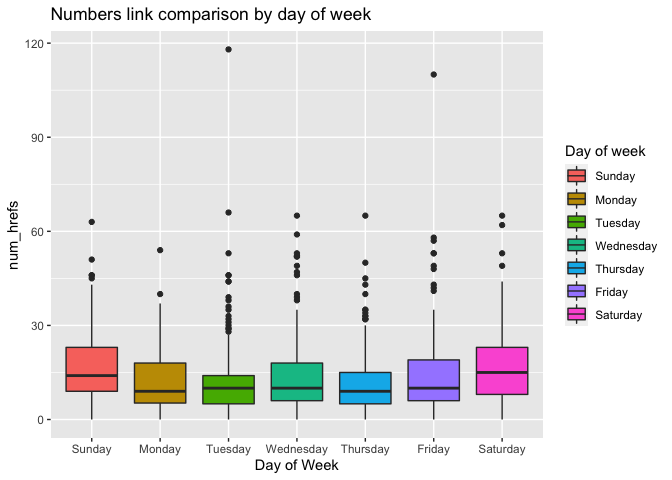 Numbers link comparison by day of week
num_hrefs
120
90
60
30
0
Sunday Monday Tuesday Wednesday Thursday Friday Saturday
Day of Week
Day of week
Sunday
Monday
Tuesday
Wednesday
Thursday
Friday
Saturday